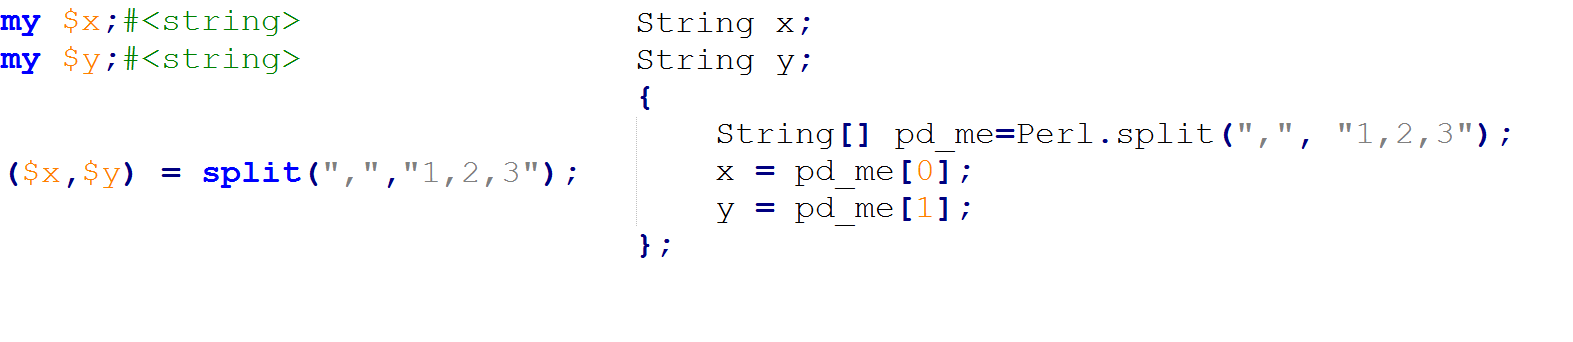 my $x;#<string>
my $y;#<string>
($x,$y) = split(",","1,2,3");
String x;
String y;
{
String[] pd_me=Perl.split(",", "1,2,3");
x = pd_me[0];
y = pd_me[1];
};